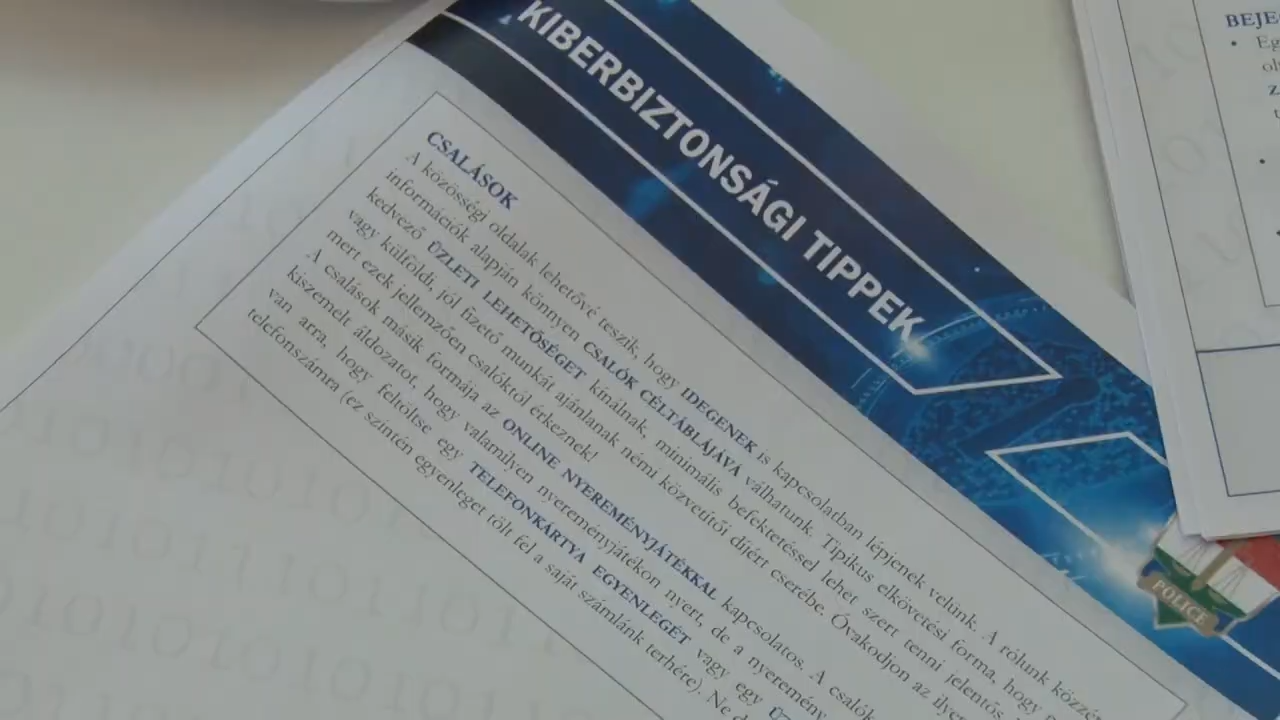 KIBERBIZTONSÁGI TIPPEK
CSALÁSOK
A közösségi oldalak lehetővé teszik, hogy IDEGENEK is kapcsolatban lépjenek velünk. A rólunk
információk alapján könnyen CSALÓK CÉLTÁBLÁJÁVÁ válhatunk. Tipikus elkövetési forma, hogy
kedvező ÜZLETI LEHETŐSÉGET kínálnak, minimális befektetéssel lehet szert tenni jelentős
vagy külföldi, jól fizető munkát ajánlanak némi közvetítői díjért cserébe. Óvakodjon az
mert ezek jellemzően csalóktól érkeznek!
A csalások másik formája az ONLINE NYEREMÉNYJÁTÉKKAL kapcsolatos. A csalók
kiszemelt áldozatot, hogy valamilyen nyereményjátékon nyert, de a nyeremény
van arra, hogy feltöltse egy TELEFONKÁRTYA EGYENLEGÉT vagy egy
telefonszámra (ez szintén egyenleget tölt fel a saját számlánk terhére). Ne
POLICE
BEJE